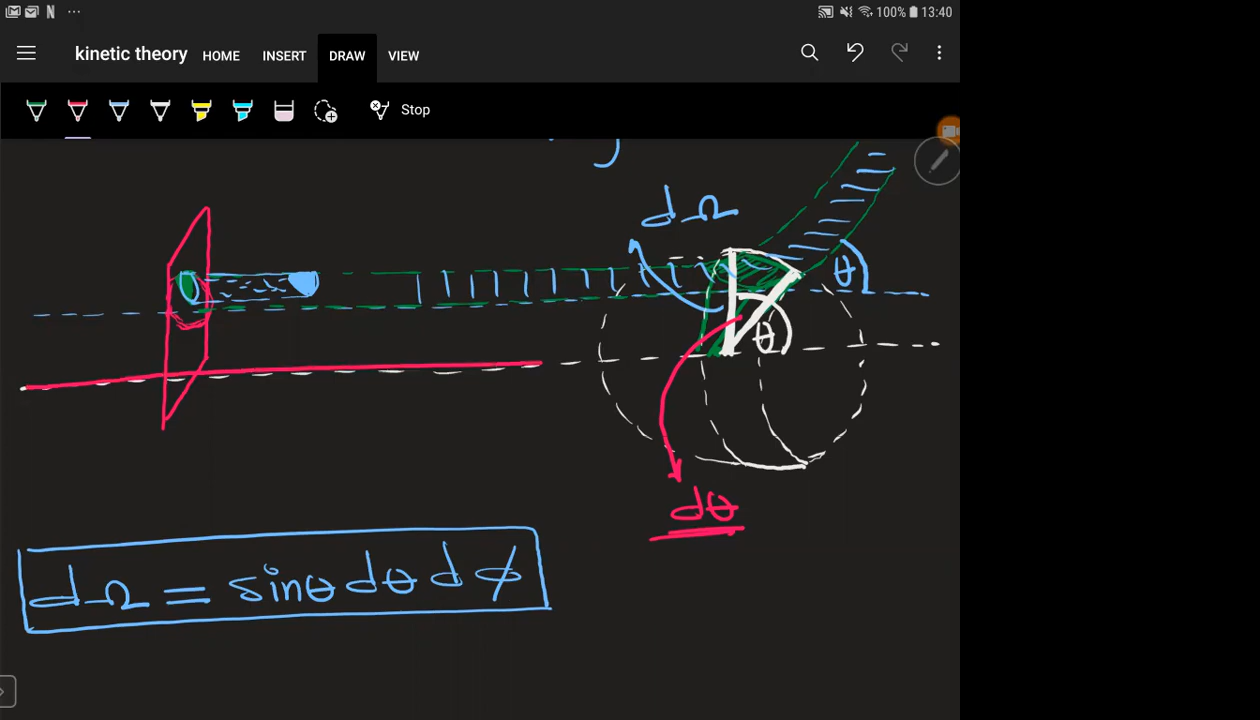 N ... 100% 13:40
kinetic theory HOME INSERT DRAW VIEW
Stop
dΩ
θ
θ
dθ
dΩ = sinθ dθ dϕ